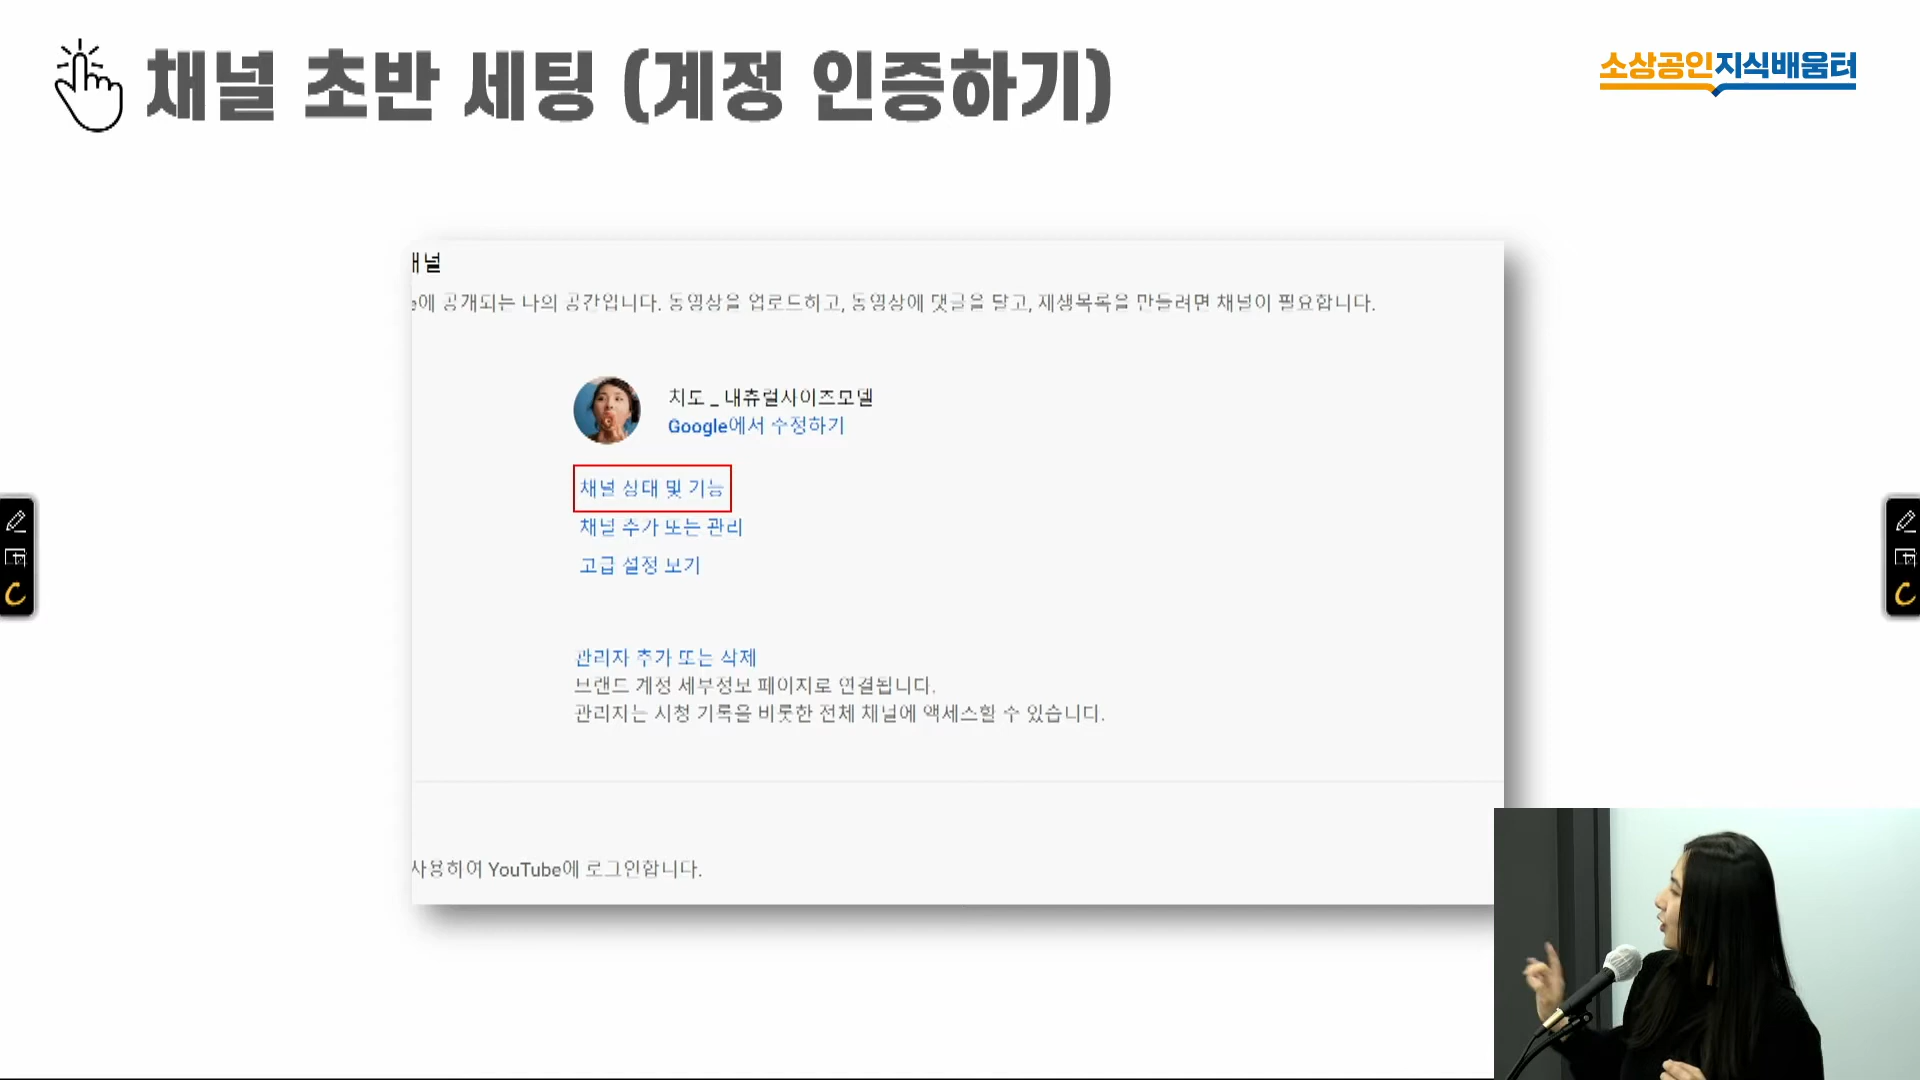 채널 초반 세팅 (계정 인증하기)
소상공인지식배움터
채널
에 공개되는 나의 공간입니다. 동영상을 업로드하고, 동영상에 댓글을 달고, 재생목록을 만들려면 채널이 필요합니다.
치도 _ 내츄럴사이즈모델
Google에서 수정하기
채널 상태 및 기능
채널 추가 또는 관리
고급 설정 보기
관리자 추가 또는 삭제
브랜드 계정 세부정보 페이지로 연결됩니다.
관리자는 시청 기록을 비롯한 전체 채널에 액세스할 수 있습니다.
사용하여 YouTube에 로그인합니다.